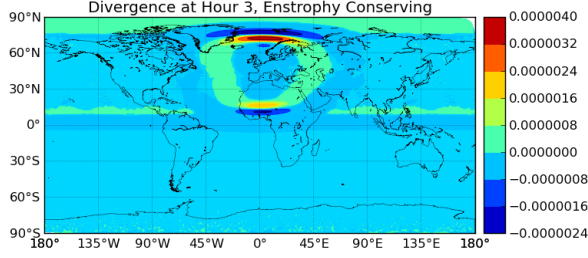 Divergence at Hour 3, Enstrophy Conserving
90°N
60°N
30°N
0°
30°S
60°S
90°S
180° 135°W 90°W 45°W 0° 45°E 90°E 135°E 180°
0.0000040
0.0000032
0.0000024
0.0000016
0.0000008
0.0000000
−0.0000008
−0.0000016
−0.0000024